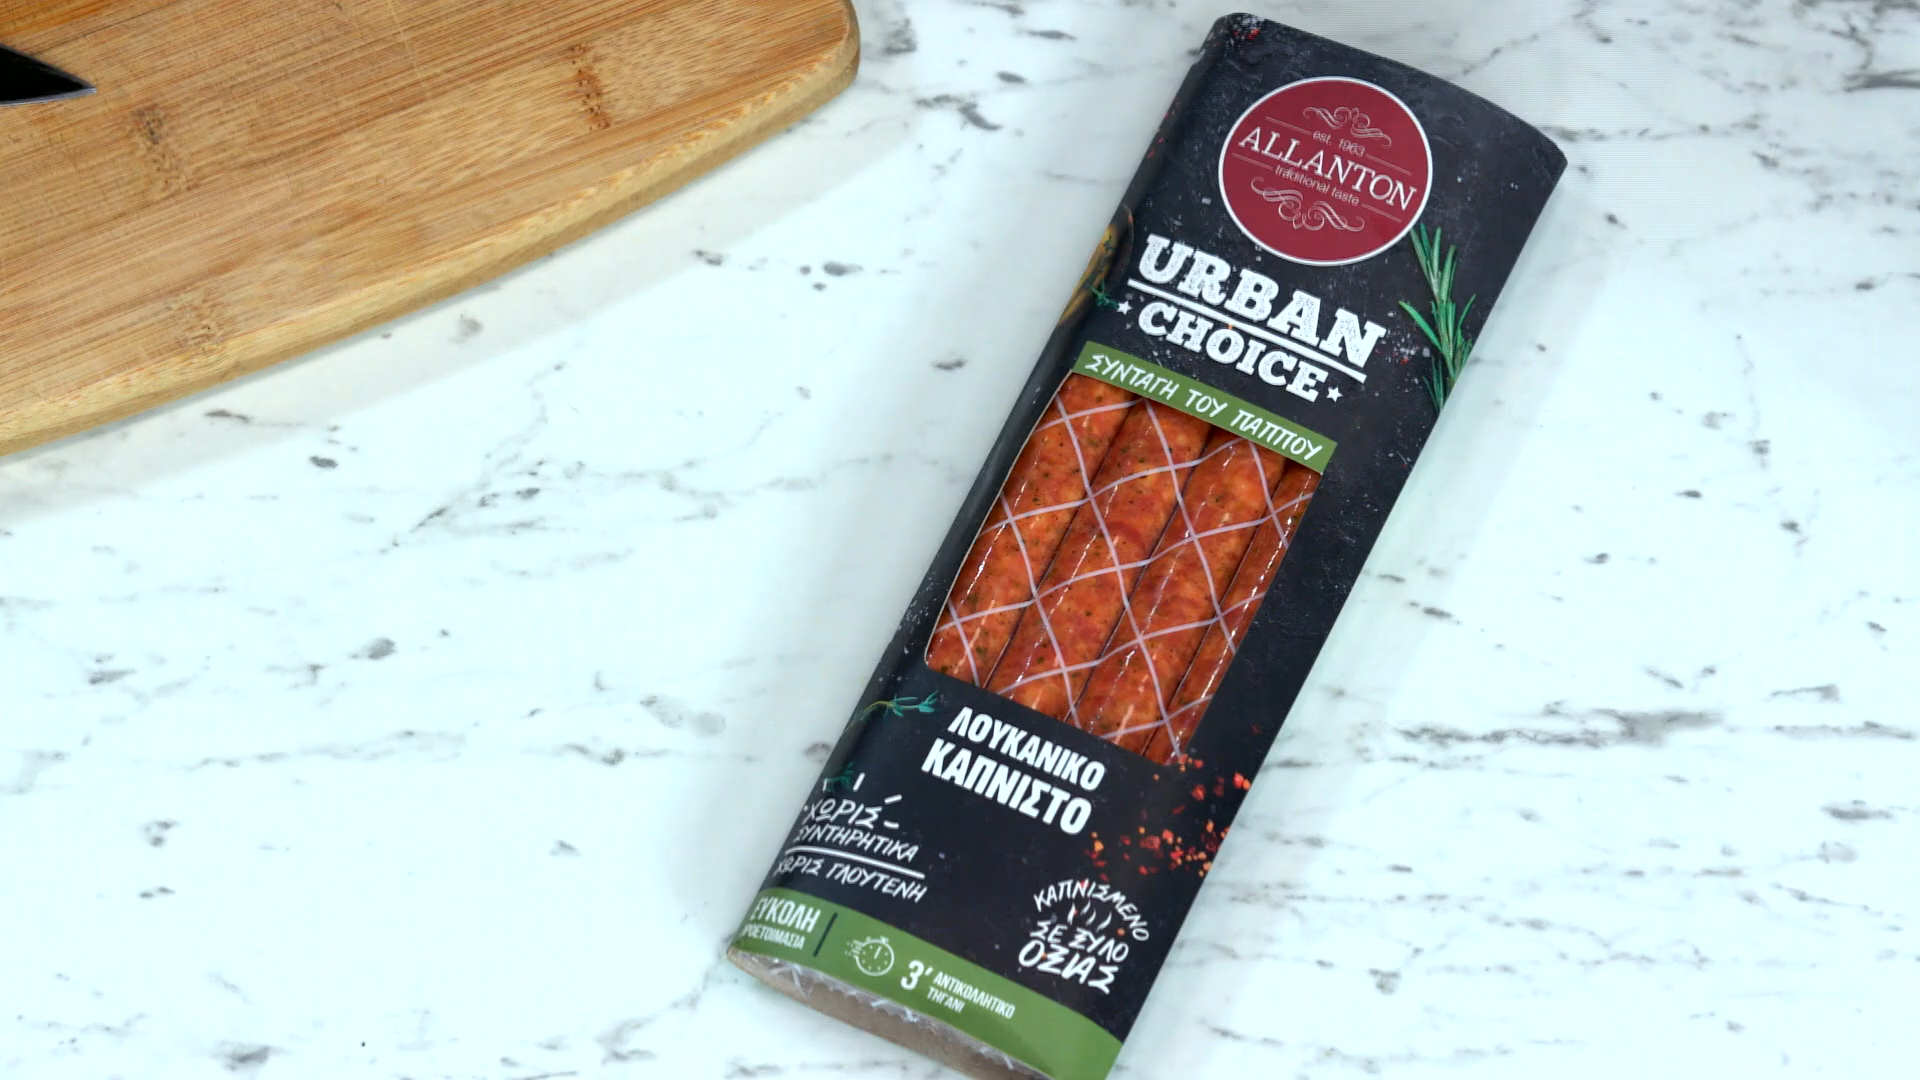 est. 1963
ALLANTON
traditional taste
URBAN
CHOICE
ΣΥΝΤΑΓΗ ΤΟΥ ΠΑΠΠΟΥ
ΛΟΥΚΑΝΙΚΟ
ΚΑΠΝΙΣΤΟ
ΧΩΡΙΣ
ΣΥΝΤΗΡΗΤΙΚΑ
ΧΩΡΙΣ ΓΛΟΥΤΕΝΗ
ΚΑΠΝΙΣΜΕΝΟ
ΣΕ ΞΥΛΟ
ΟΞΙΑΣ
ΕΥΚΟΛΗ
ΠΡΟΕΤΟΙΜΑΣΙΑ
3' ΑΝΤΙΚΟΛΛΗΤΙΚΟ
ΤΗΓΑΝΙ